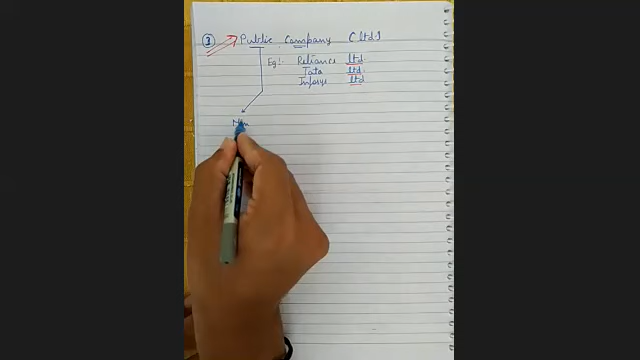 1 Public Company (Ltd)
Eg:- Reliance Ltd.
Tata Ltd.
Infosys Ltd